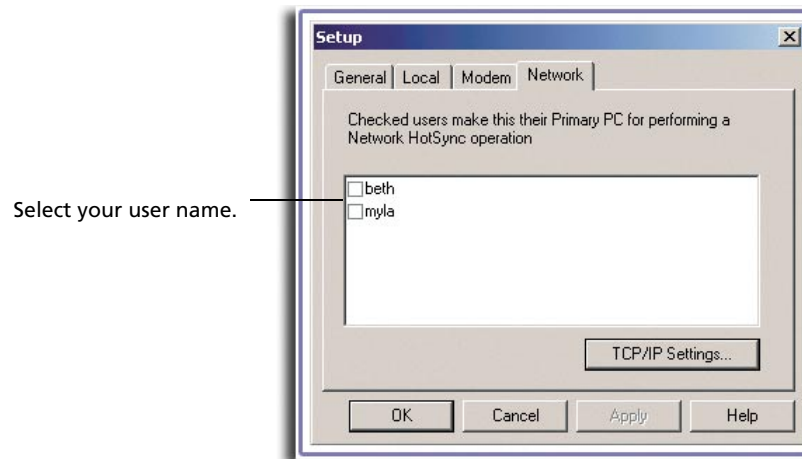 Setup
General
Local
Modem
Network
Checked users make this their Primary PC for performing a
Network HotSync operation
Select your user name.
beth
myla
TCP/IP Settings...
OK
Cancel
Apply
Help